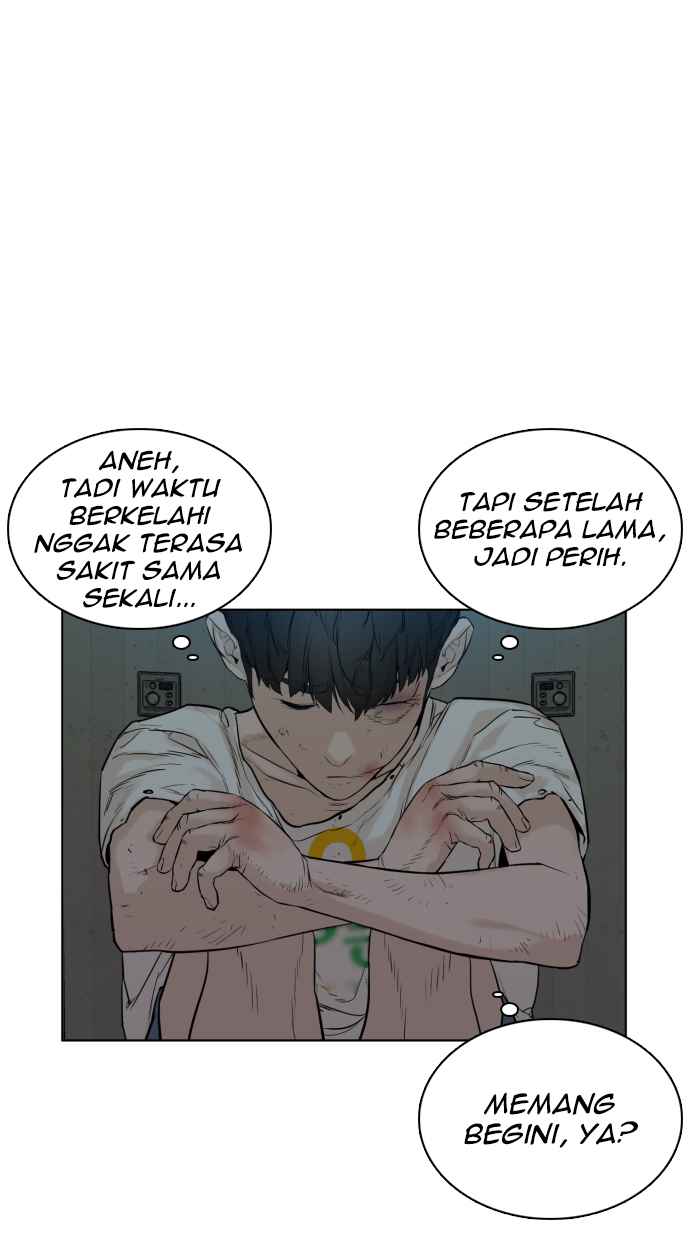 ANEH,
TADI WAKTU
BERKELAHI
NGGAK TERASA
SAKIT SAMA
SEKALI...
TAPI SETELAH
BEBERAPA LAMA,
JADI PERIH.
MEMANG
BEGINI, YA?